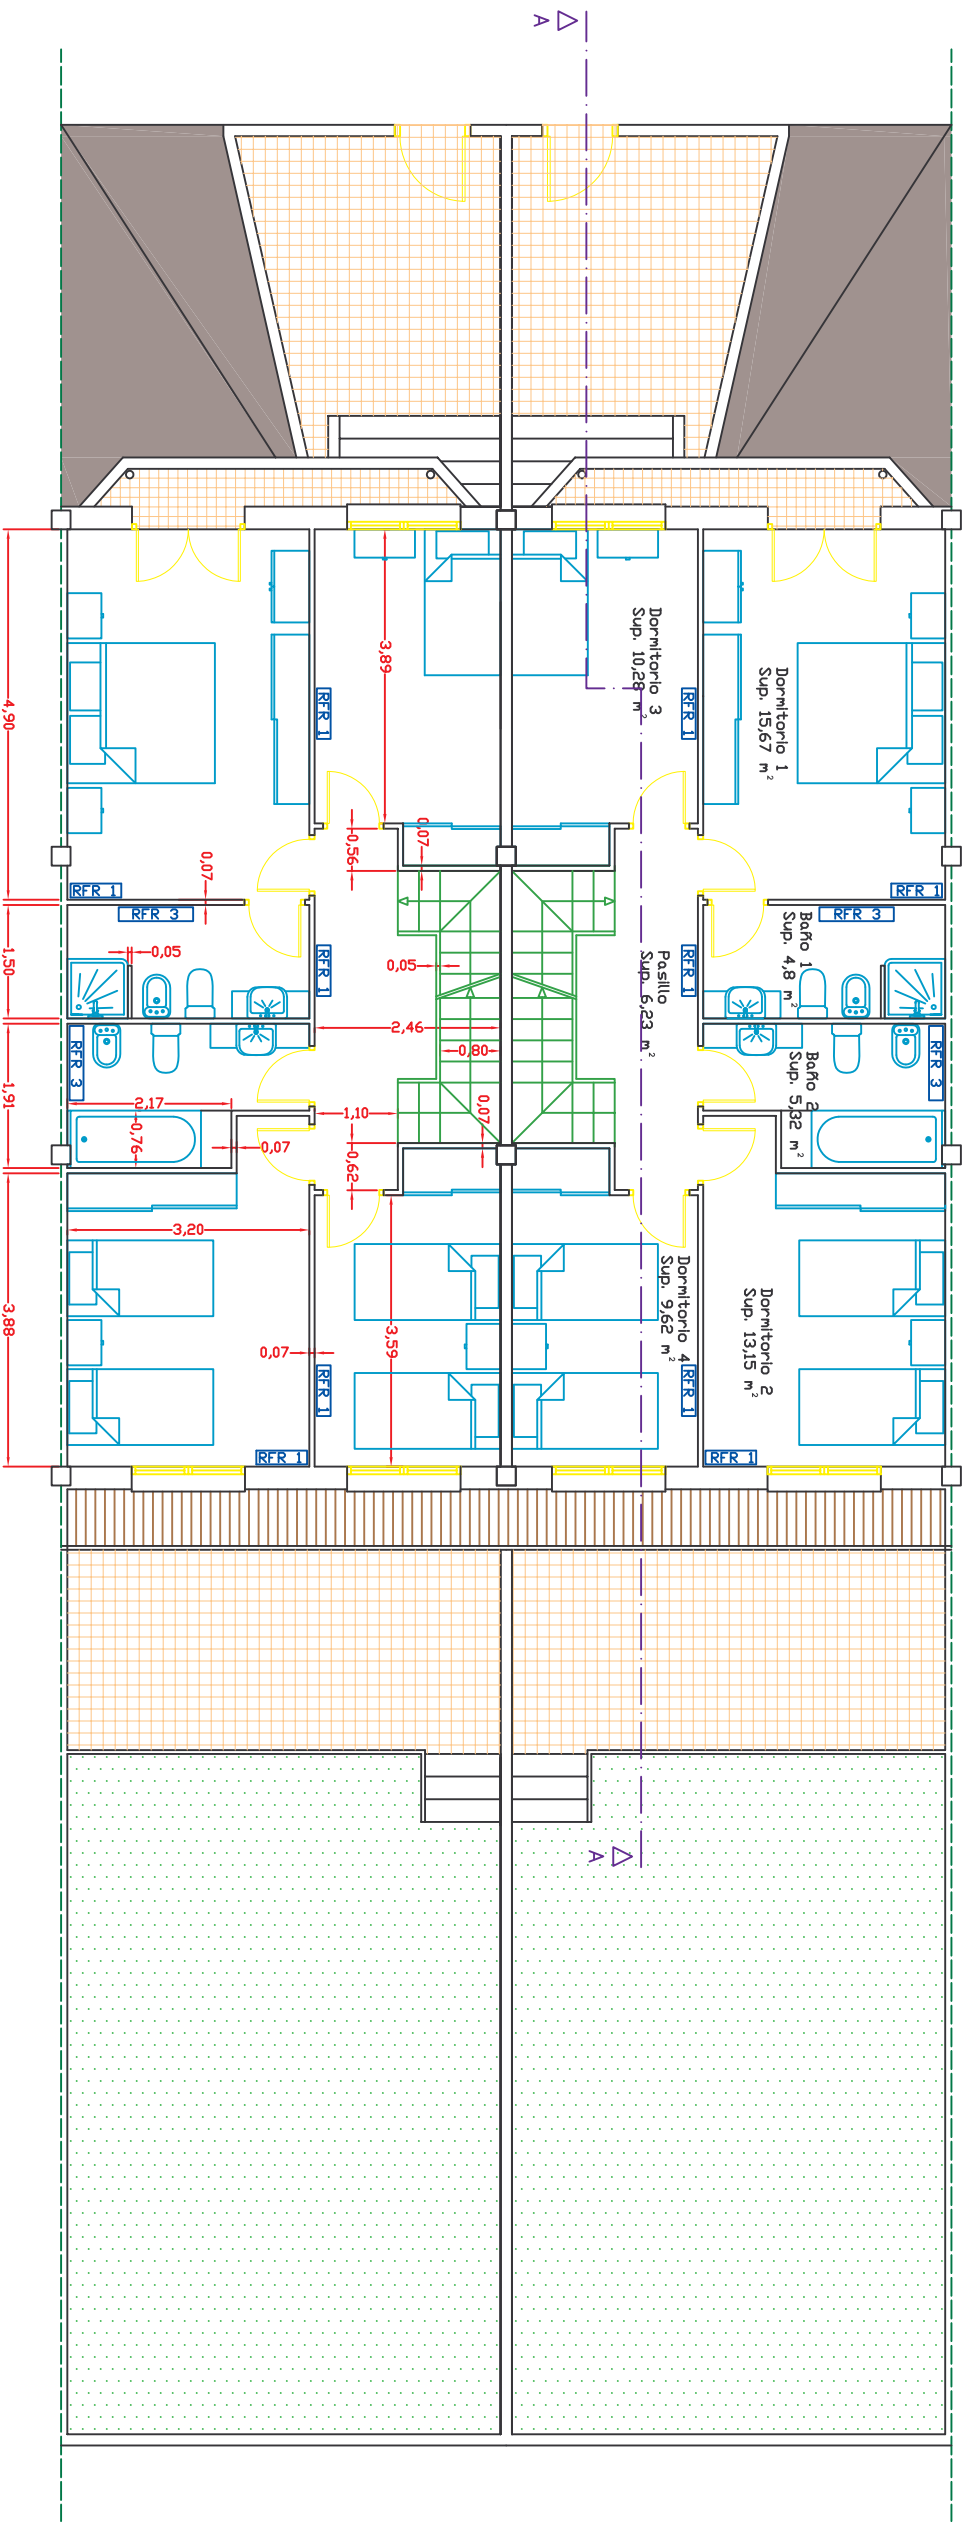 A
Dormitorio 3
Sup. 10,28 m²
Dormitorio 1
Sup. 15,67 m²
3,89
4,90
RFR 1
RFR 1
0,56
0,07
0,07
RFR 1
RFR 1
RFR 3
RFR 3
Baño 1
Sup. 4,8 m²
0,05
0,05
RFR 1
RFR 1
Pasillo
Sup. 6,23 m²
1,50
2,46
0,80
RFR 3
RFR 3
Baño 2
Sup. 5,32 m²
1,91
2,17
0,76
1,10
0,07
0,07
0,62
3,20
3,88
3,59
0,07
Dormitorio 4
Sup. 9,62 m²
Dormitorio 2
Sup. 13,15 m²
RFR 1
RFR 1
RFR 1
RFR 1
A